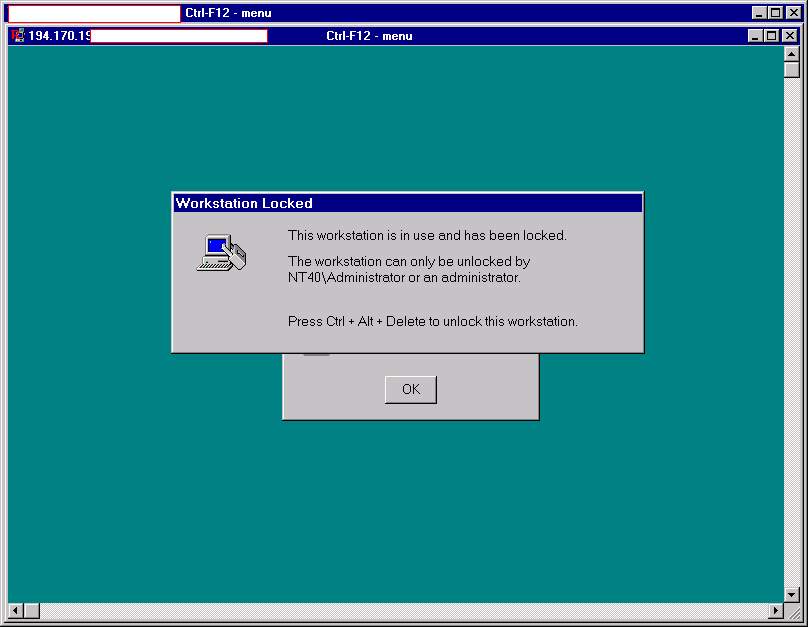 Ctrl-F12 - menu
194.170.19 Ctrl-F12 - menu
Workstation Locked
This workstation is in use and has been locked.
The workstation can only be unlocked by
NT40\Administrator or an administrator.
Press Ctrl + Alt + Delete to unlock this workstation.
OK